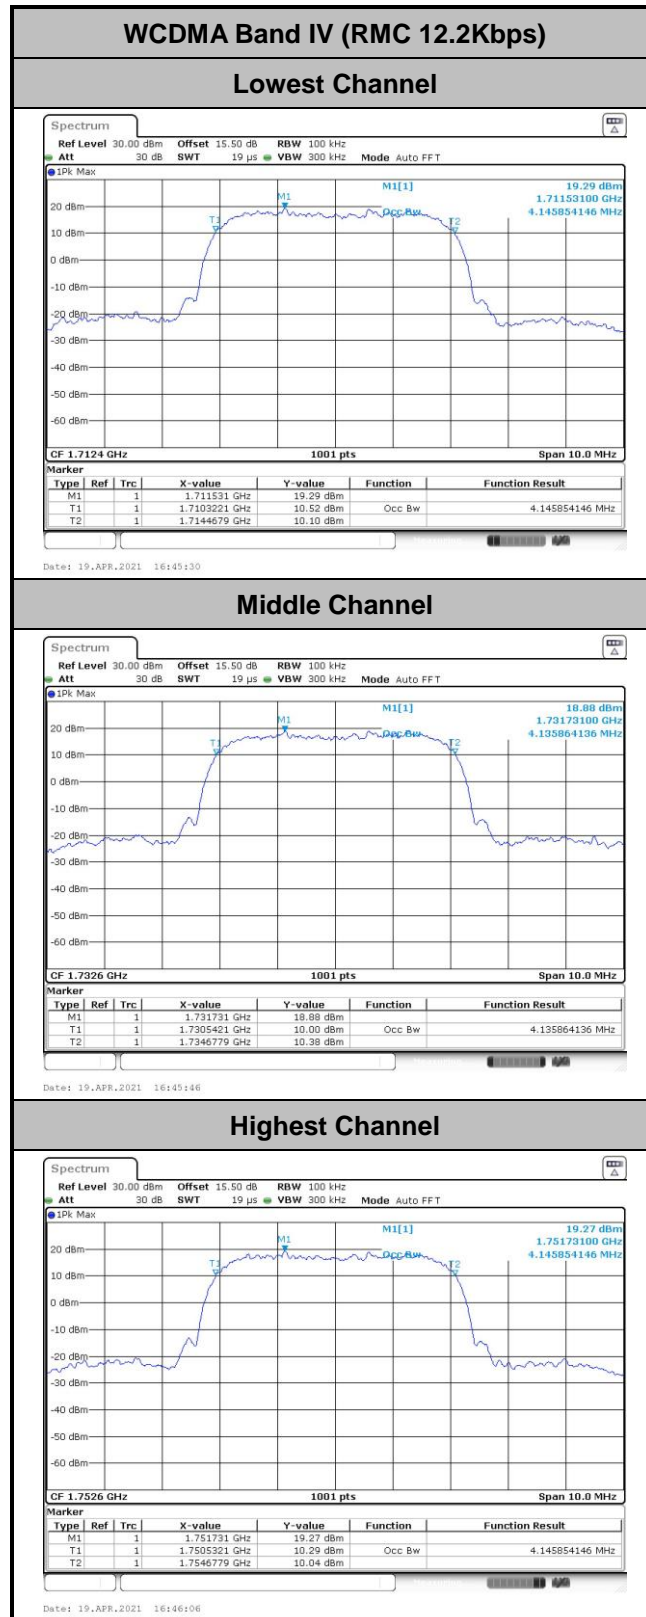 WCDMA Band IV (RMC 12.2Kbps)
Lowest Channel
Spectrum
Ref Level 30.00 dBm Offset 15.50 dB RBW 100 kHz
Att 30 dB SWT 19 µs VBW 300 kHz Mode Auto FFT
1Pk Max
M1[1] 19.29 dBm
1.71153100 GHz
Occ Bw 4.145854146 MHz
M1
T1
T2
20 dBm
10 dBm
0 dBm
-10 dBm
-20 dBm
-30 dBm
-40 dBm
-50 dBm
-60 dBm
CF 1.7124 GHz 1001 pts Span 10.0 MHz
Marker
Type Ref Trc X-value Y-value Function Function Result
M1 1 1.711531 GHz 19.29 dBm
T1 1 1.7103221 GHz 10.52 dBm Occ Bw 4.145854146 MHz
T2 1 1.7144679 GHz 10.10 dBm
Date: 19.APR.2021 16:45:30
Middle Channel
Spectrum
Ref Level 30.00 dBm Offset 15.50 dB RBW 100 kHz
Att 30 dB SWT 19 µs VBW 300 kHz Mode Auto FFT
1Pk Max
M1[1] 18.88 dBm
1.73173100 GHz
Occ Bw 4.135864136 MHz
M1
T1
T2
20 dBm
10 dBm
0 dBm
-10 dBm
-20 dBm
-30 dBm
-40 dBm
-50 dBm
-60 dBm
CF 1.7326 GHz 1001 pts Span 10.0 MHz
Marker
Type Ref Trc X-value Y-value Function Function Result
M1 1 1.731731 GHz 18.88 dBm
T1 1 1.7305421 GHz 10.00 dBm Occ Bw 4.135864136 MHz
T2 1 1.7346779 GHz 10.38 dBm
Date: 19.APR.2021 16:45:46
Highest Channel
Spectrum
Ref Level 30.00 dBm Offset 15.50 dB RBW 100 kHz
Att 30 dB SWT 19 µs VBW 300 kHz Mode Auto FFT
1Pk Max
M1[1] 19.27 dBm
1.75173100 GHz
Occ Bw 4.145854146 MHz
M1
T1
T2
20 dBm
10 dBm
0 dBm
-10 dBm
-20 dBm
-30 dBm
-40 dBm
-50 dBm
-60 dBm
CF 1.7526 GHz 1001 pts Span 10.0 MHz
Marker
Type Ref Trc X-value Y-value Function Function Result
M1 1 1.751731 GHz 19.27 dBm
T1 1 1.7505321 GHz 10.29 dBm Occ Bw 4.145854146 MHz
T2 1 1.7546779 GHz 10.04 dBm
Date: 19.APR.2021 16:46:06